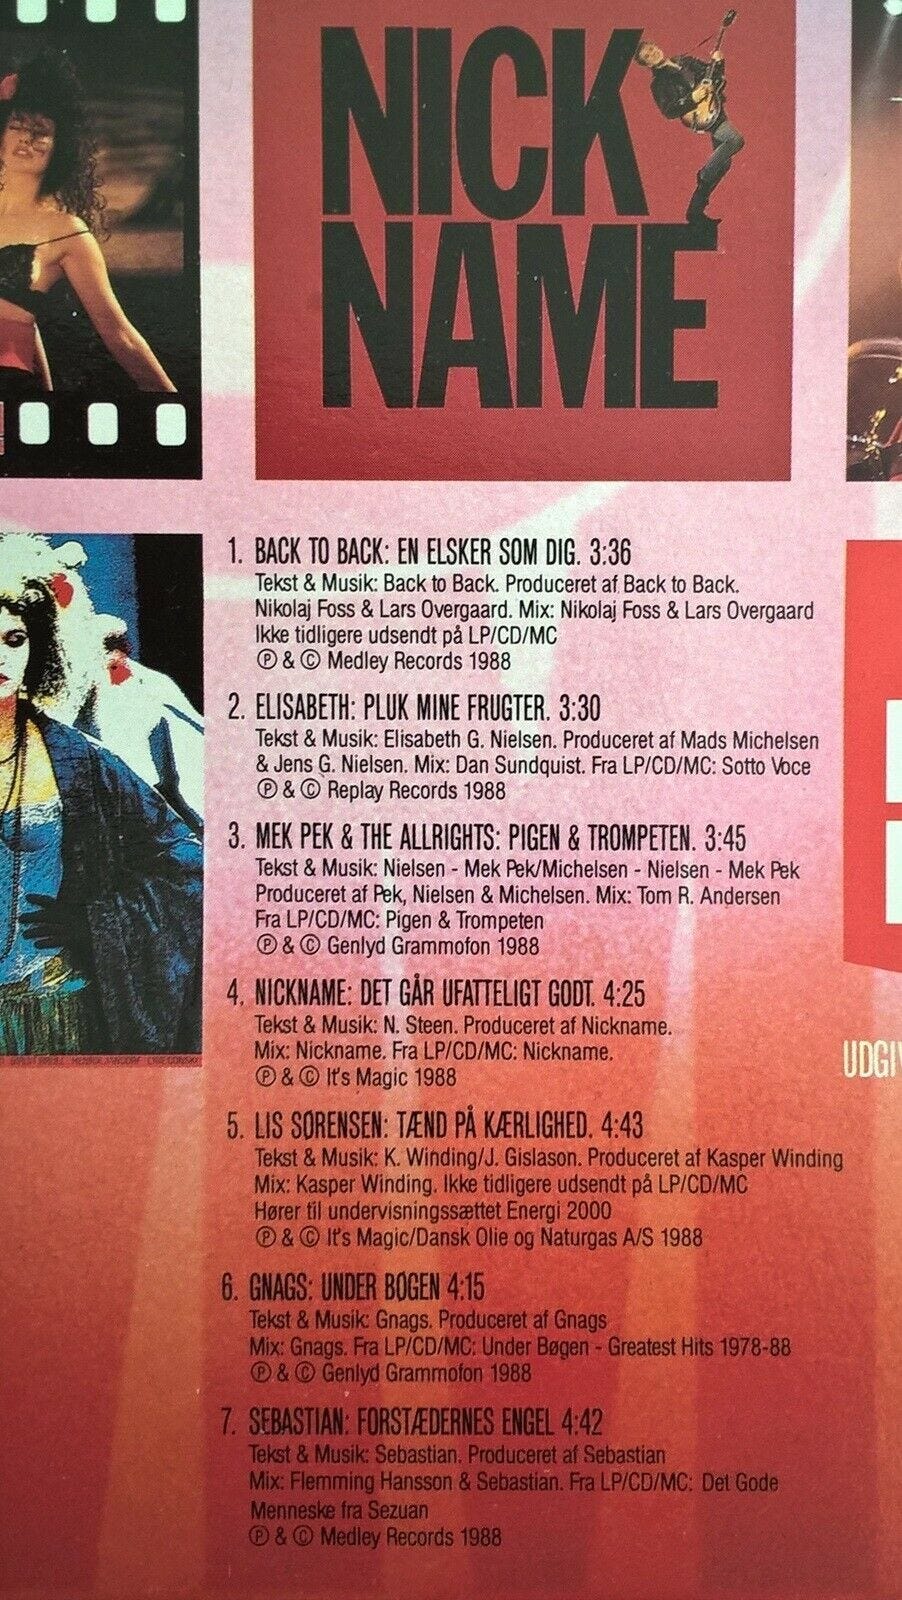 NICK
NAME
1. BACK TO BACK: EN ELSKER SOM DIG. 3:36
Tekst & Musik: Back to Back. Produceret af Back to Back.
Nikolaj Foss & Lars Overgaard. Mix: Nikolaj Foss & Lars Overgaard
Ikke tidligere udsendt på LP/CD/MC
Ⓟ & © Medley Records 1988
2. ELISABETH: PLUK MINE FRUGTER. 3:30
Tekst & Musik: Elisabeth G. Nielsen. Produceret af Mads Michelsen
& Jens G. Nielsen. Mix: Dan Sundquist. Fra LP/CD/MC: Sotto Voce
Ⓟ & © Replay Records 1988
3. MEK PEK & THE ALLRIGHTS: PIGEN & TROMPETEN. 3:45
Tekst & Musik: Nielsen - Mek Pek/Michelsen - Nielsen - Mek Pek
Produceret af Pek, Nielsen & Michelsen. Mix: Tom R. Andersen
Fra LP/CD/MC: Pigen & Trompeten
Ⓟ & © Genlyd Grammofon 1988
4. NICKNAME: DET GÅR UFATTELIGT GODT. 4:25
Tekst & Musik: N. Steen. Produceret af Nickname.
Mix: Nickname. Fra LP/CD/MC: Nickname.
Ⓟ & © It's Magic 1988
5. LIS SØRENSEN: TÆND PÅ KÆRLIGHED. 4:43
Tekst & Musik: K. Winding/J. Gislason. Produceret af Kasper Winding
Mix: Kasper Winding. Ikke tidligere udsendt på LP/CD/MC
Hører til undervisningssættet Energi 2000
Ⓟ & © It's Magic/Dansk Olie og Naturgas A/S 1988
6. GNAGS: UNDER BØGEN 4:15
Tekst & Musik: Gnags. Produceret af Gnags
Mix: Gnags. Fra LP/CD/MC: Under Bøgen - Greatest Hits 1978-88
Ⓟ & © Genlyd Grammofon 1988
7. SEBASTIAN: FORSTÆDERNES ENGEL 4:42
Tekst & Musik: Sebastian. Produceret af Sebastian
Mix: Flemming Hansson & Sebastian. Fra LP/CD/MC: Det Gode
Menneske fra Sezuan
Ⓟ & © Medley Records 1988
UDGIV